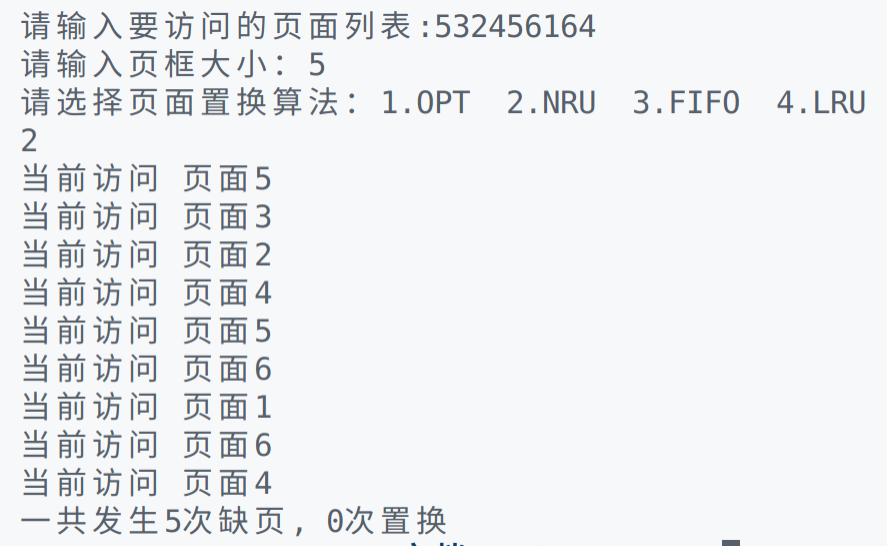 请输入要访问的页面列表:532456164
请输入页框大小: 5
请选择页面置换算法: 1.OPT  2.NRU  3.FIFO  4.LRU
2
当前访问 页面5
当前访问 页面3
当前访问 页面2
当前访问 页面4
当前访问 页面5
当前访问 页面6
当前访问 页面1
当前访问 页面6
当前访问 页面4
一共发生5次缺页, 0次置换